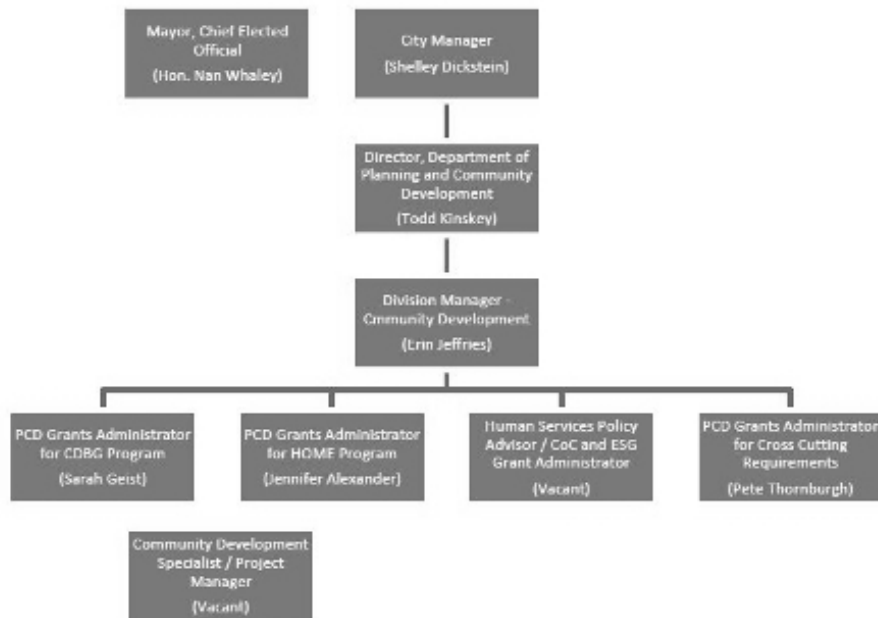 Mayor, Chief Elected
Official
(Hon. Nan Whaley)
City Manager
(Shelley Dickstein)
Director, Department of
Planning and Community
Development
(Todd Kinskey)
Division Manager -
Cmmunity Development
(Erin Jeffries)
PCD Grants Administrator
for CDBG Program
(Sarah Geist)
PCD Grants Administrator
for HOME Program
(Jennifer Alexander)
Human Services Policy
Advisor / CoC and ESG
Grant Administrator
(Vacant)
PCD Grants Administrator
for Cross Cutting
Requirements
(Pete Thornburgh)
Community Development
Specialist / Project
Manager
(Vacant)